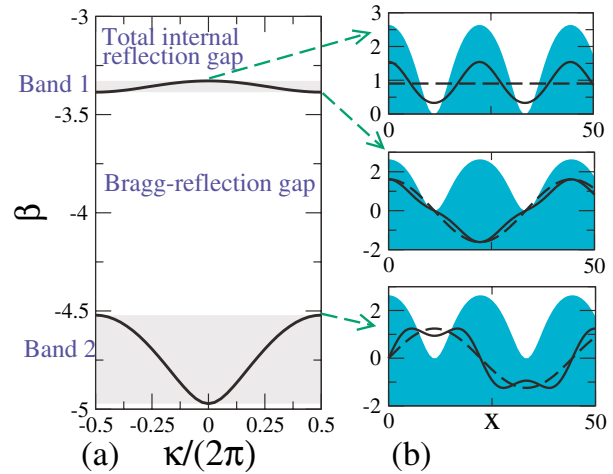 -3
Total internal
reflection gap
Band 1
-3.5
Bragg-reflection gap
β
-4
-4.5
Band 2
-5
-0.5 -0.25 0 0.25 0.5
(a) κ/(2π)
3
2
1
0
0 50
2
0
-2
0 50
2
0
-2
0 X 50
(b)